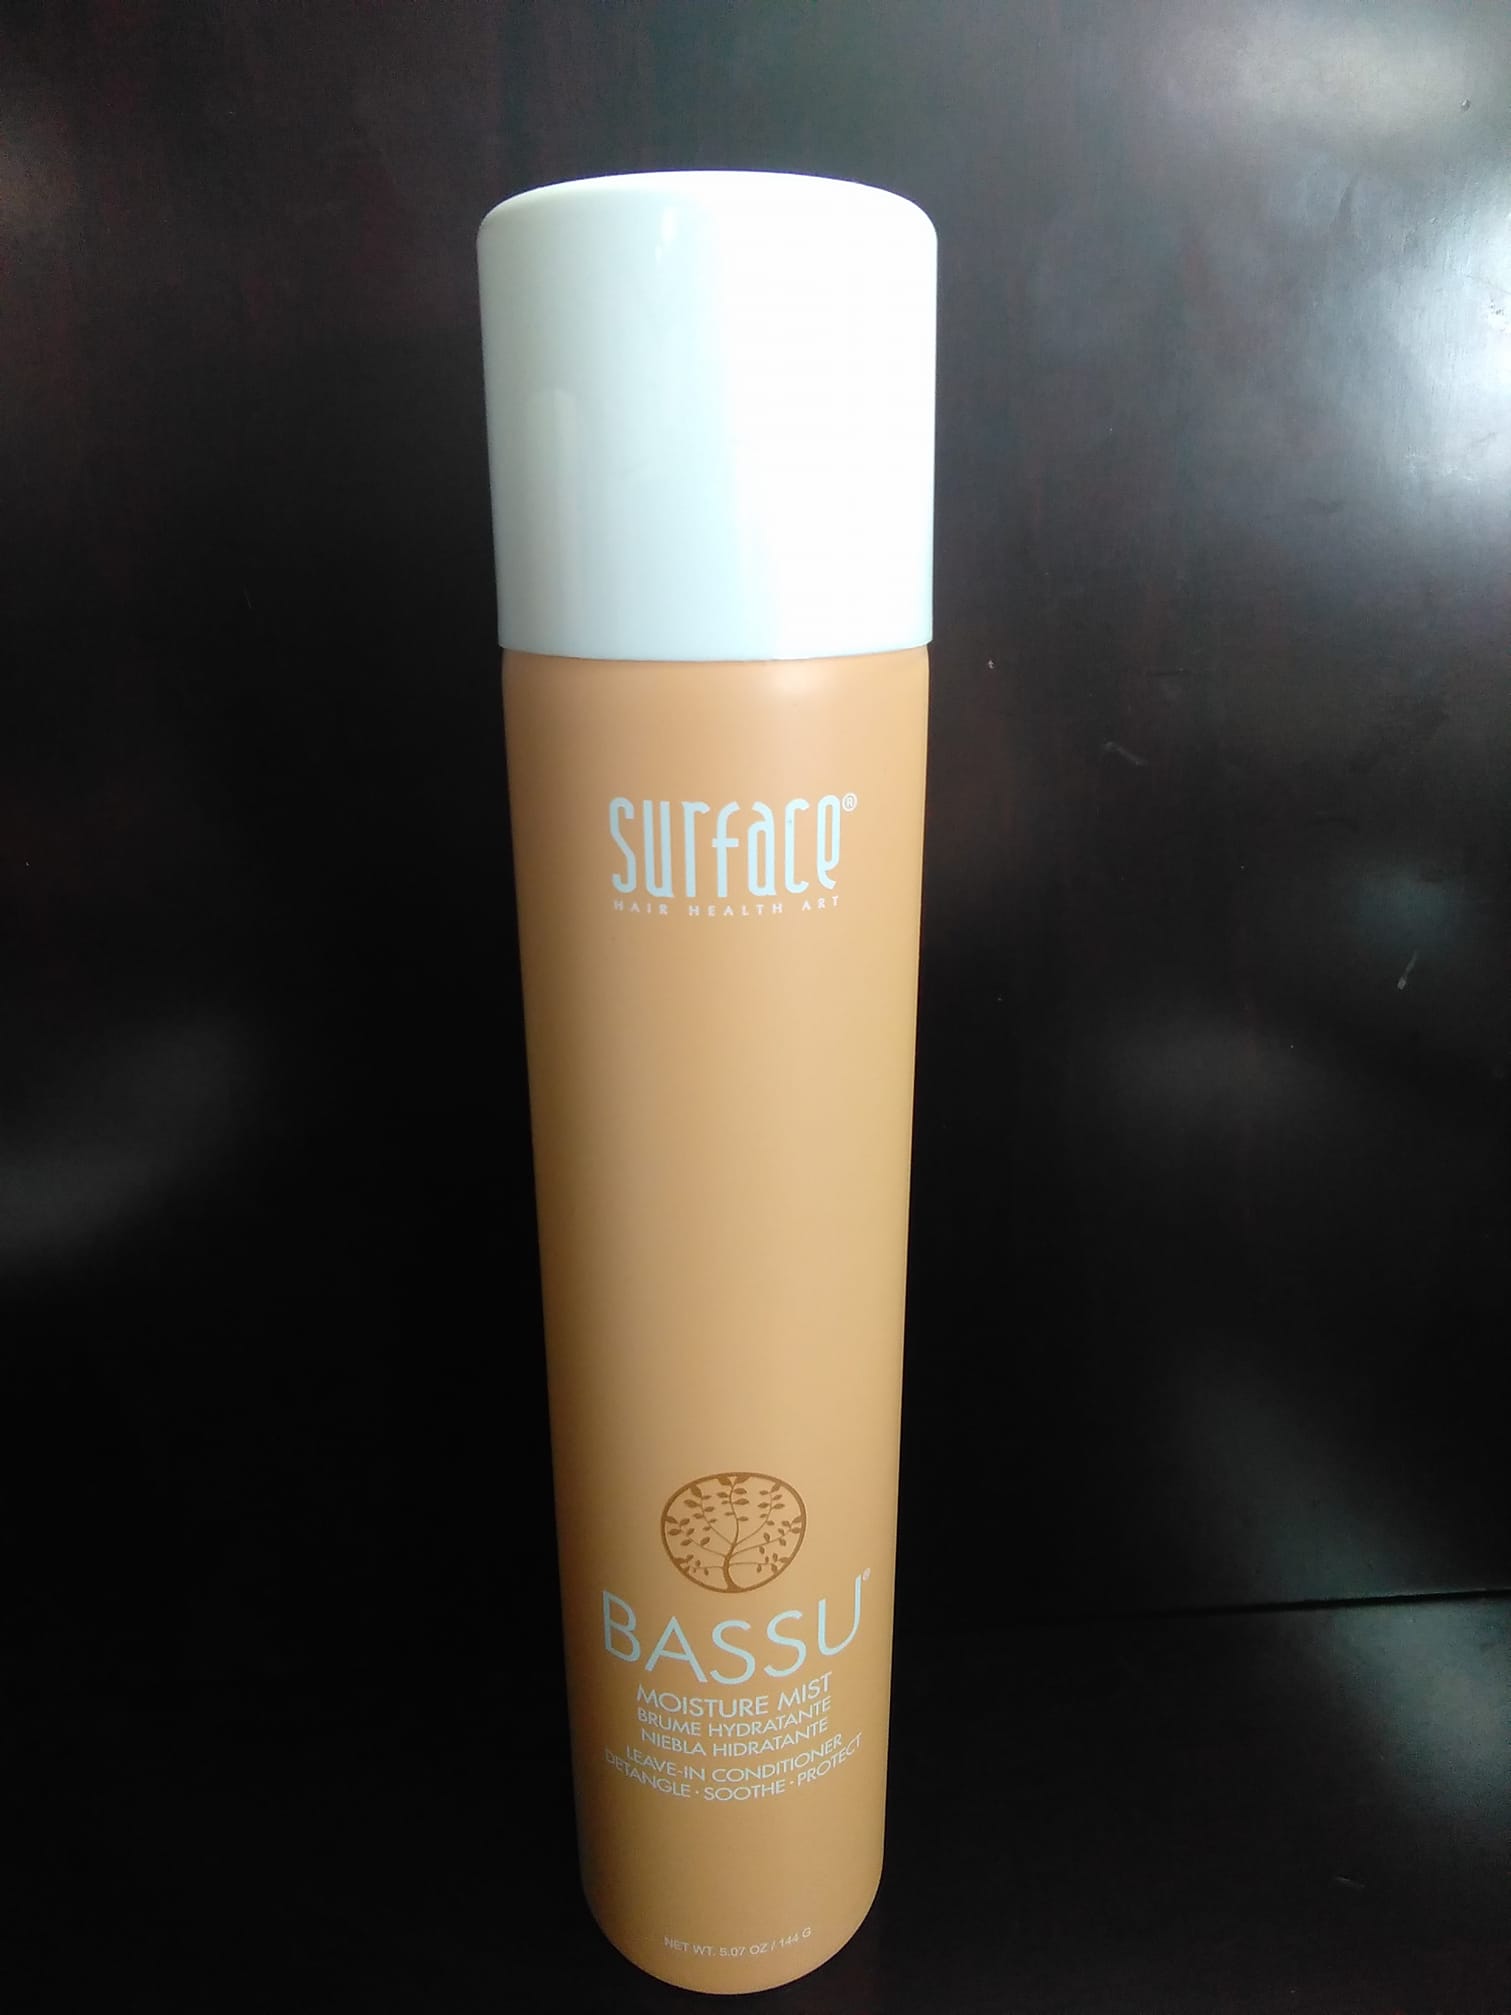 surface®
HAIR HEALTH ART
BASSU®
MOISTURE MIST
BRUME HYDRATANTE
NIEBLA HIDRATANTE
LEAVE-IN CONDITIONER
DETANGLE · SOOTHE · PROTECT
NET WT. 5.07 OZ / 144 G